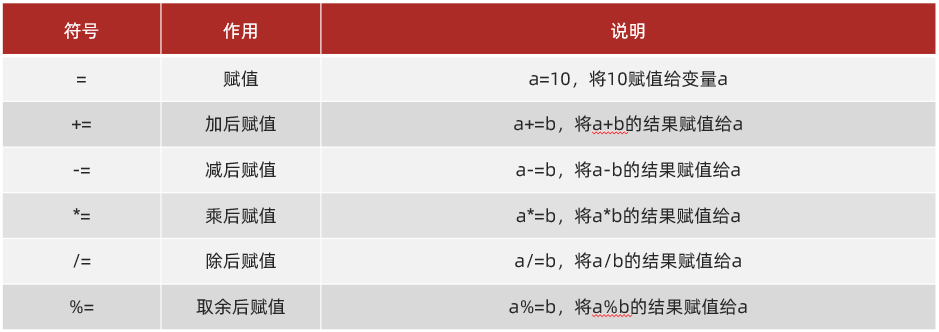 符号 作用 说明
= 赋值 a=10，将10赋值给变量a
+= 加后赋值 a+=b，将a+b的结果赋值给a
-= 减后赋值 a-=b，将a-b的结果赋值给a
*= 乘后赋值 a*=b，将a*b的结果赋值给a
/= 除后赋值 a/=b，将a/b的结果赋值给a
%= 取余后赋值 a%=b，将a%b的结果赋值给a